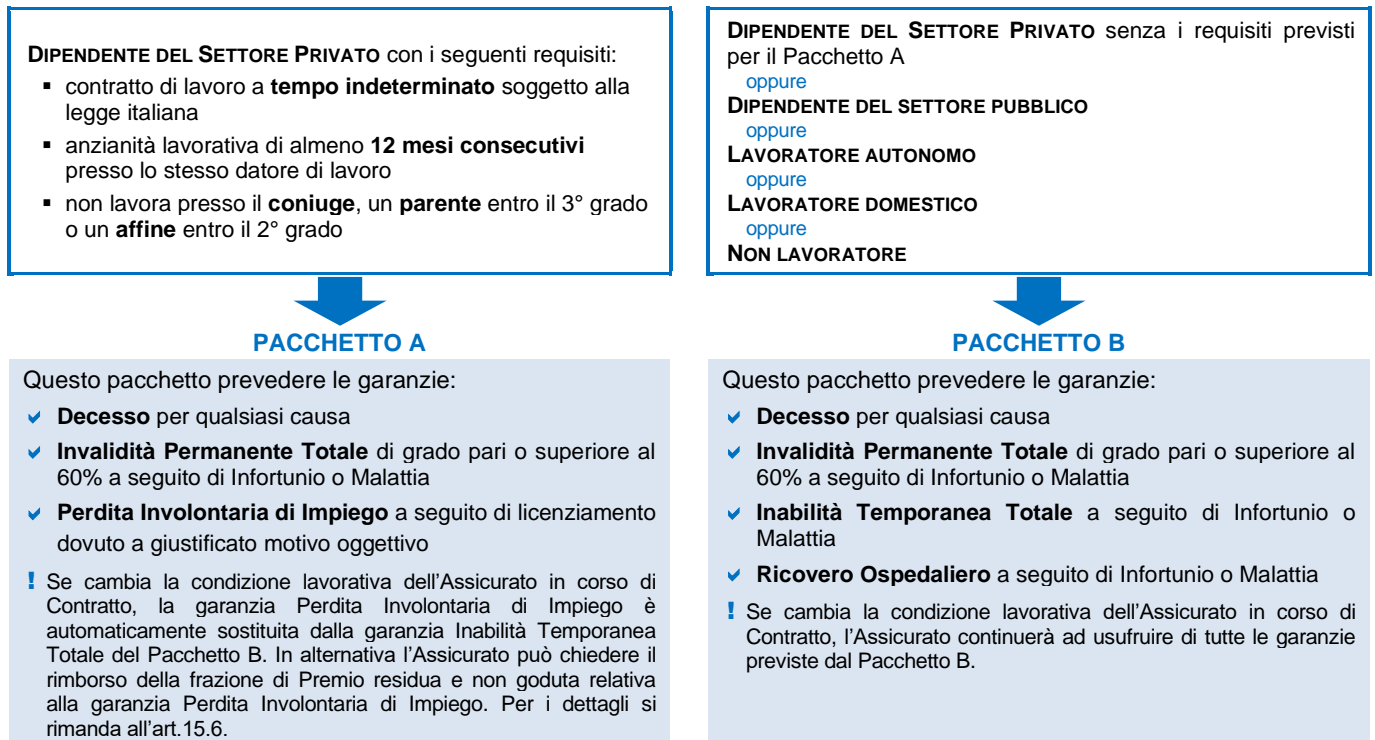 DIPENDENTE DEL SETTORE PRIVATO con i seguenti requisiti:
▪ contratto di lavoro a tempo indeterminato soggetto alla
legge italiana
▪ anzianità lavorativa di almeno 12 mesi consecutivi
presso lo stesso datore di lavoro
▪ non lavora presso il coniuge, un parente entro il 3° grado
o un affine entro il 2° grado
PACCHETTO A
Questo pacchetto prevedere le garanzie:
✓ Decesso per qualsiasi causa
✓ Invalidità Permanente Totale di grado pari o superiore al
60% a seguito di Infortunio o Malattia
✓ Perdita Involontaria di Impiego a seguito di licenziamento
dovuto a giustificato motivo oggettivo
! Se cambia la condizione lavorativa dell'Assicurato in corso di
Contratto, la garanzia Perdita Involontaria di Impiego è
automaticamente sostituita dalla garanzia Inabilità Temporanea
Totale del Pacchetto B. In alternativa l'Assicurato può chiedere il
rimborso della frazione di Premio residua e non goduta relativa
alla garanzia Perdita Involontaria di Impiego. Per i dettagli si
rimanda all'art.15.6.
DIPENDENTE DEL SETTORE PRIVATO senza i requisiti previsti
per il Pacchetto A
oppure
DIPENDENTE DEL SETTORE PUBBLICO
oppure
LAVORATORE AUTONOMO
oppure
LAVORATORE DOMESTICO
oppure
NON LAVORATORE
PACCHETTO B
Questo pacchetto prevedere le garanzie:
✓ Decesso per qualsiasi causa
✓ Invalidità Permanente Totale di grado pari o superiore al
60% a seguito di Infortunio o Malattia
✓ Inabilità Temporanea Totale a seguito di Infortunio o
Malattia
✓ Ricovero Ospedaliero a seguito di Infortunio o Malattia
! Se cambia la condizione lavorativa dell'Assicurato in corso di
Contratto, l'Assicurato continuerà ad usufruire di tutte le garanzie
previste dal Pacchetto B.